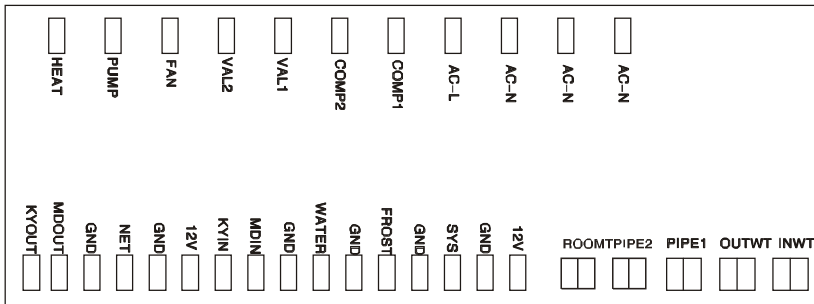 HEAT PUMP FAN VAL2 VAL1 COMP2 COMP1 AC-L AC-N AC-N AC-N
KYOUT MDOUT GND NET GND 12V KYIN MDIN GND WATER GND FROST GND SYS GND 12V ROOMT PIPE2 PIPE1 OUTWT INWT